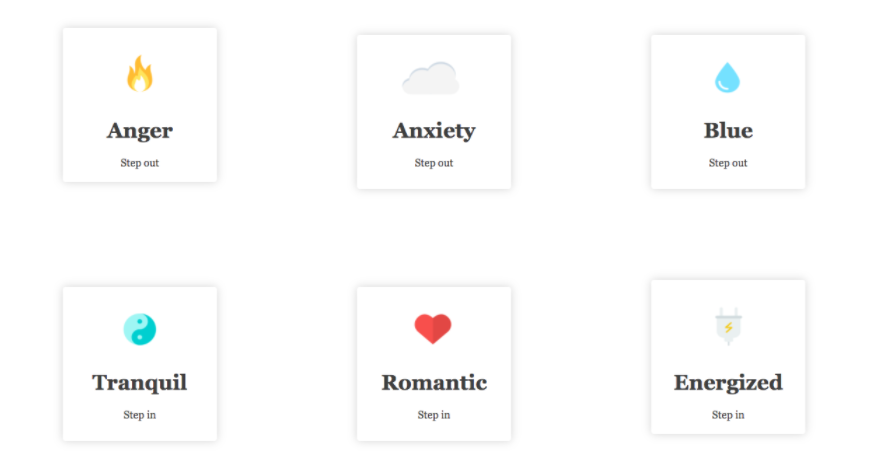 Anger
Step out
Anxiety
Step out
Blue
Step out
Tranquil
Step in
Romantic
Step in
Energized
Step in